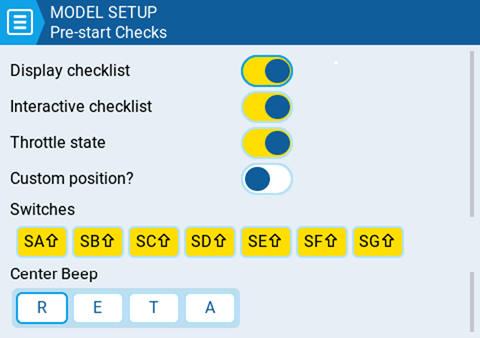 MODEL SETUP
Pre-start Checks
Display checklist
Interactive checklist
Throttle state
Custom position?
Switches
SA⇧ SB⇧ SC⇧ SD⇧ SE⇧ SF⇧ SG⇧
Center Beep
R E T A